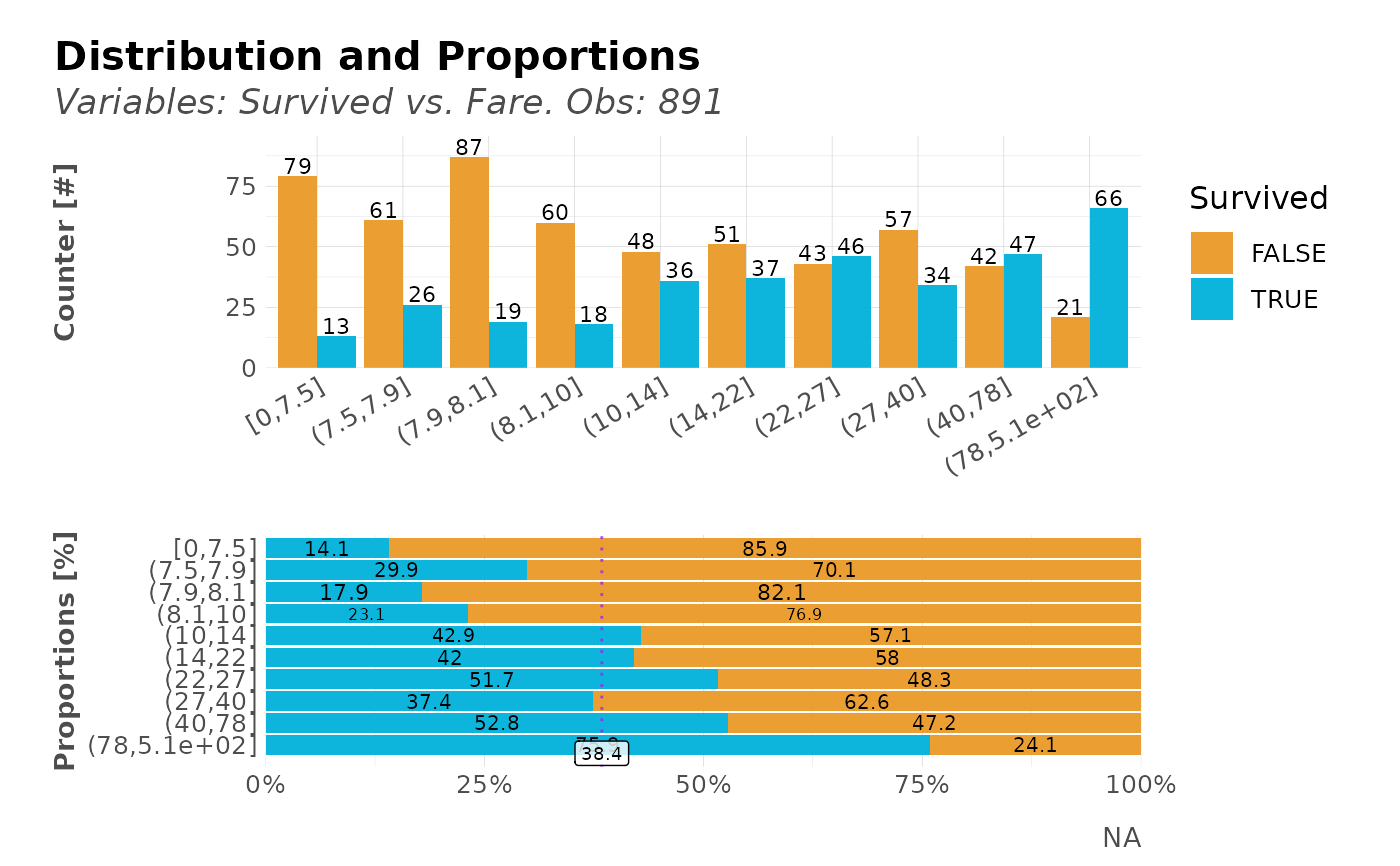 Distribution and Proportions
Variables: Survived vs. Fare. Obs: 891
Counter [#]
75
50
25
0
79 13 61 26 87 19 60 18 48 36 51 37 43 46 57 34 42 47 21 66
[0,7.5] (7.5,7.9] (7.9,8.1] (8.1,10] (10,14] (14,22] (22,27] (27,40] (40,78] (78,5.1e+02]
Survived
FALSE
TRUE
Proportions [%]
[0,7.5] 14.1 85.9
(7.5,7.9] 29.9 70.1
(7.9,8.1] 17.9 82.1
(8.1,10] 23.1 76.9
(10,14] 42.9 57.1
(14,22] 42 58
(22,27] 51.7 48.3
(27,40] 37.4 62.6
(40,78] 52.8 47.2
(78,5.1e+02] 24.1
38.4
0% 25% 50% 75% 100%
NA